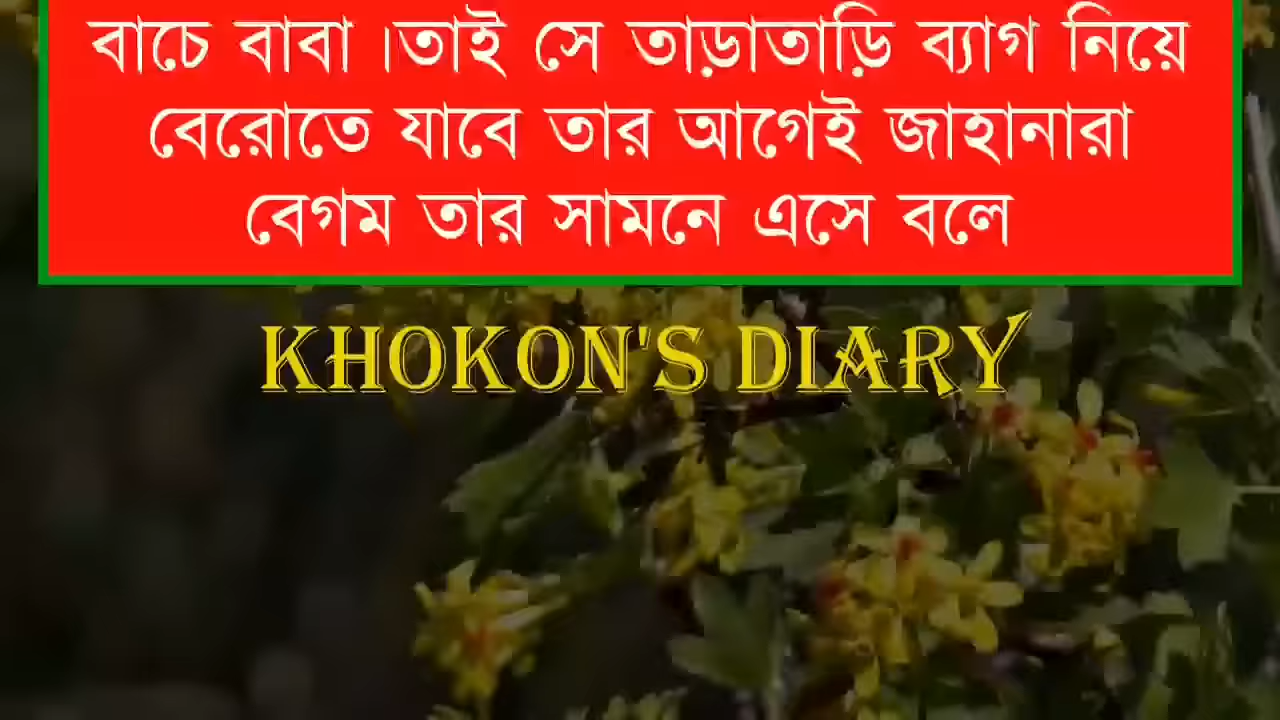 বাচে বাবা ।তাই সে তাড়াতাড়ি ব্যাগ নিয়ে
বেরোতে যাবে তার আগেই জাহানারা
বেগম তার সামনে এসে বলে
KHOKON'S DIARY